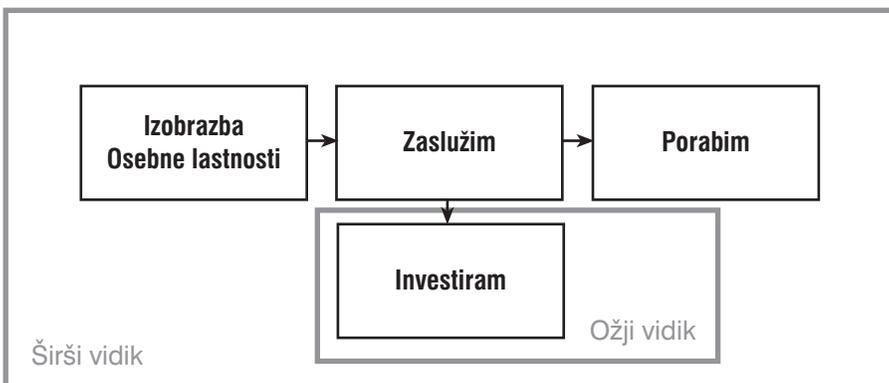 Izobrazba
Osebne lastnosti
Zaslužim
Porabim
Investiram
Ožji vidik
Širši vidik